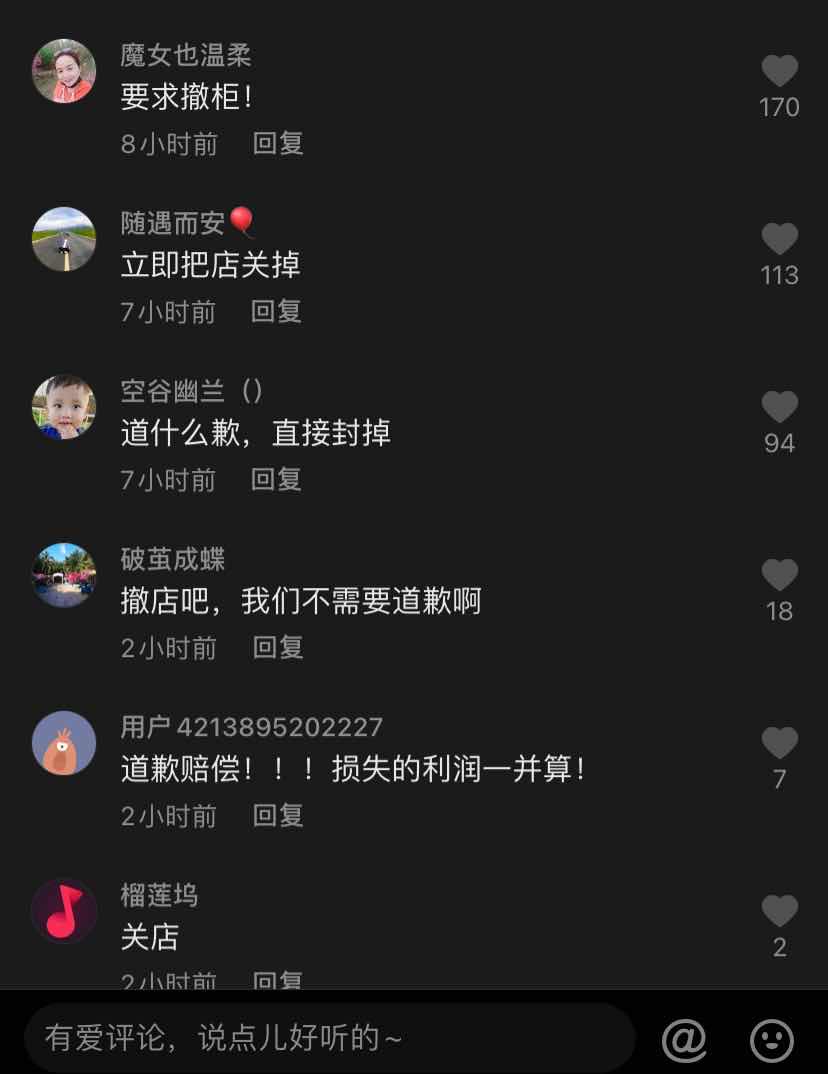 魔女也温柔
要求撤柜！
170
8小时前 回复
随遇而安🎈
立即把店关掉
113
7小时前 回复
空谷幽兰（）
道什么歉，直接封掉
94
7小时前 回复
破茧成蝶
撤店吧，我们不需要道歉啊
18
2小时前 回复
用户4213895202227
道歉赔偿！！！损失的利润一并算！
7
2小时前 回复
榴莲坞
关店
2
2小时前 回复
有爱评论，说点儿好听的~
@